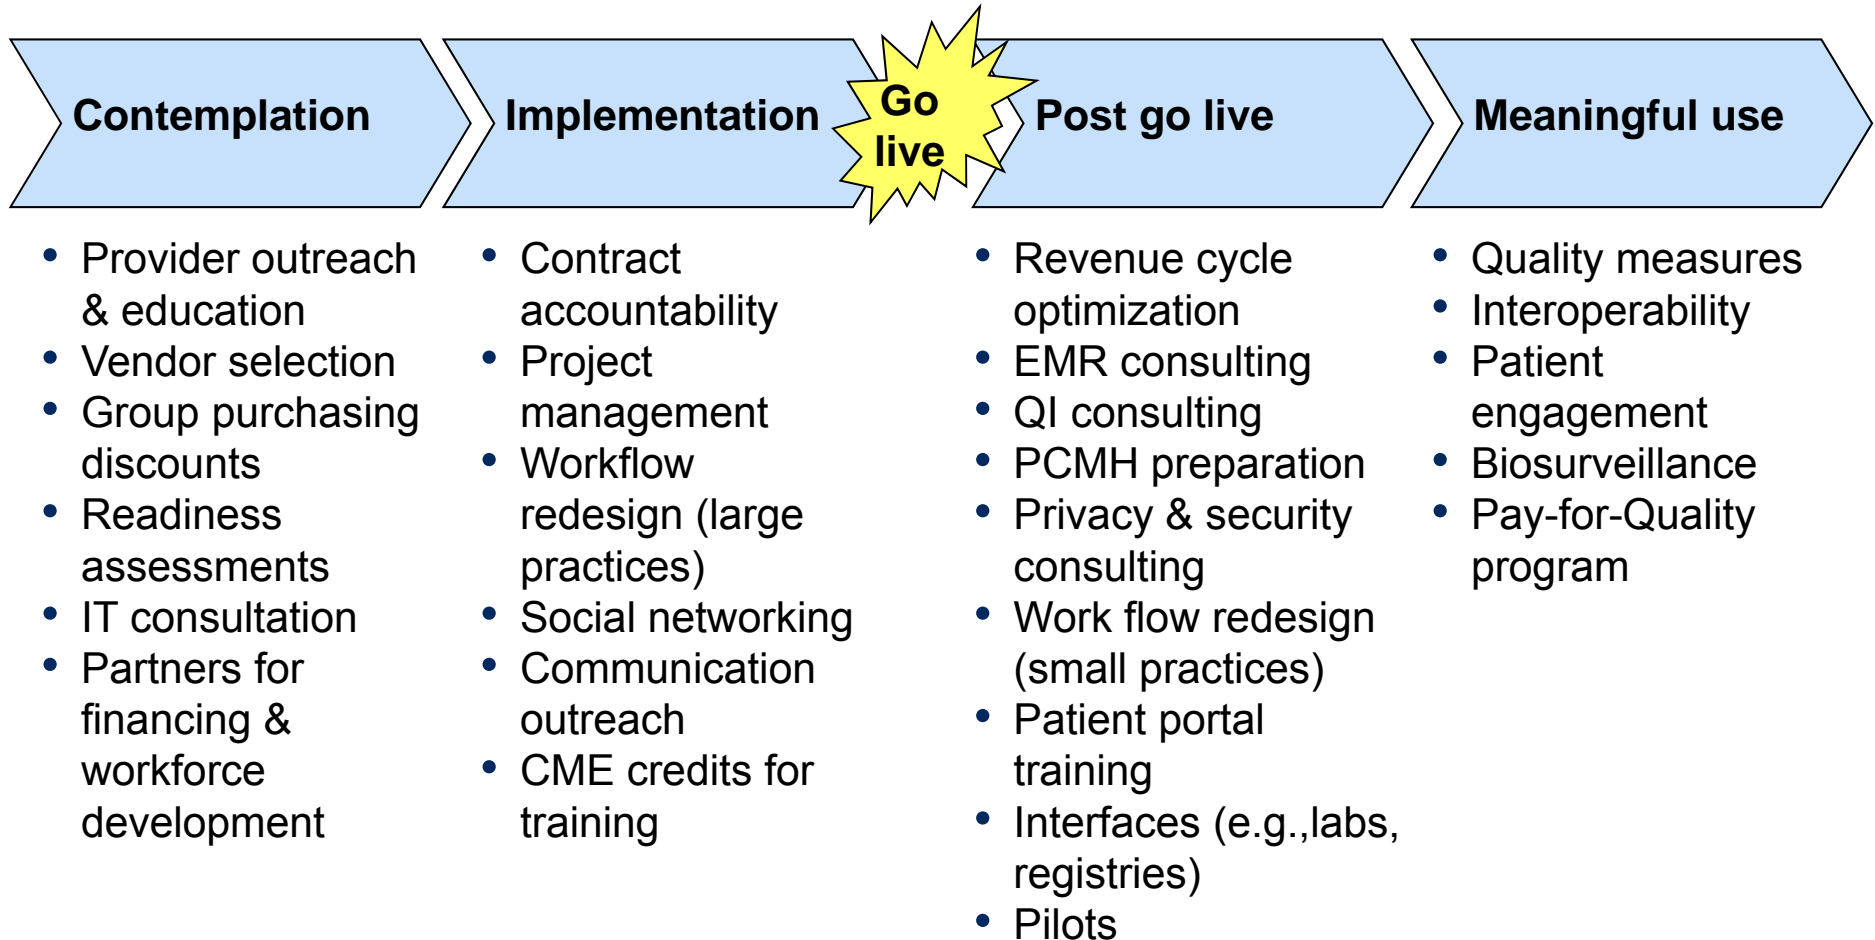 Contemplation
Implementation
Go
live
Post go live
Meaningful use
• Provider outreach
& education
• Vendor selection
• Group purchasing
discounts
• Readiness
assessments
• IT consultation
• Partners for
financing &
workforce
development
• Contract
accountability
• Project
management
• Workflow
redesign (large
practices)
• Social networking
• Communication
outreach
• CME credits for
training
• Revenue cycle
optimization
• EMR consulting
• QI consulting
• PCMH preparation
• Privacy & security
consulting
• Work flow redesign
(small practices)
• Patient portal
training
• Interfaces (e.g.,labs,
registries)
• Pilots
• Quality measures
• Interoperability
• Patient
engagement
• Biosurveillance
• Pay-for-Quality
program